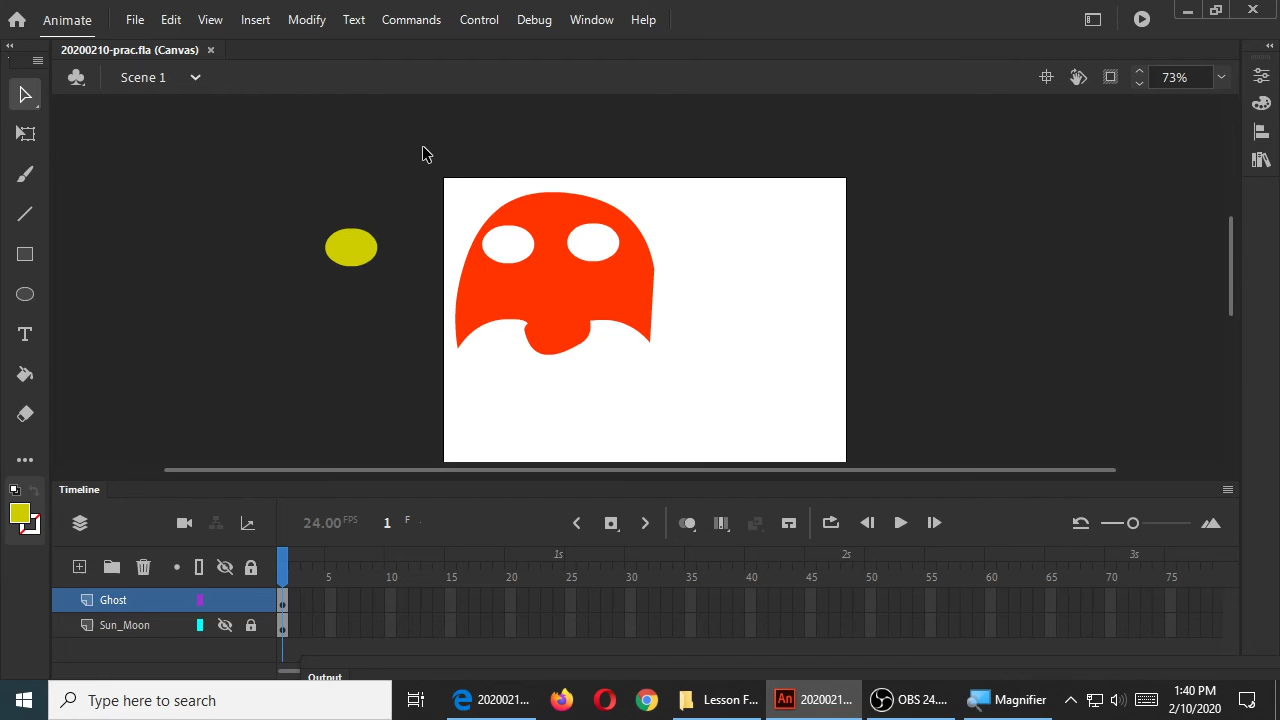 Animate File Edit View Insert Modify Text Commands Control Debug Window Help
20200210-prac.fla (Canvas) ×
Scene 1 73%
Timeline
24.00 FPS 1 F
1s 2s 3s
5 10 15 20 25 30 35 40 45 50 55 60 65 70 75
Ghost
Sun_Moon
Output
Type here to search
2020021...
Lesson F...
An 2020021...
OBS 24....
Magnifier
1:40 PM
2/10/2020